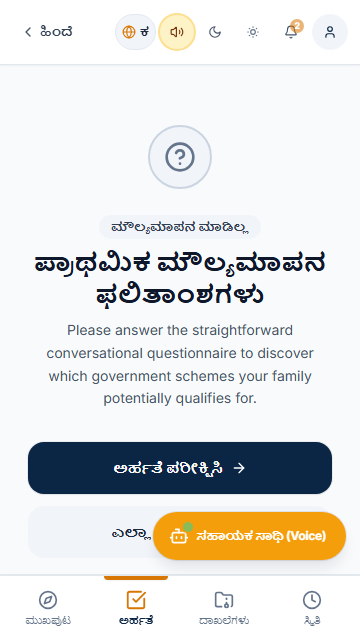 ಹಿಂದೆ
ಕ
2
ಮೌಲ್ಯಮಾಪನ ಮಾಡಿಲ್ಲ
ಪ್ರಾಥಮಿಕ ಮೌಲ್ಯಮಾಪನ
ಫಲಿತಾಂಶಗಳು
Please answer the straightforward
conversational questionnaire to discover
which government schemes your family
potentially qualifies for.
ಅರ್ಹತೆ ಪರೀಕ್ಷಿಸಿ
ಎಲ್ಲಾ
ಸಹಾಯಕ ಸಾಥಿ (Voice)
ಮುಖಪುಟ
ಅರ್ಹತೆ
ದಾಖಲೆಗಳು
ಸ್ಥಿತಿ